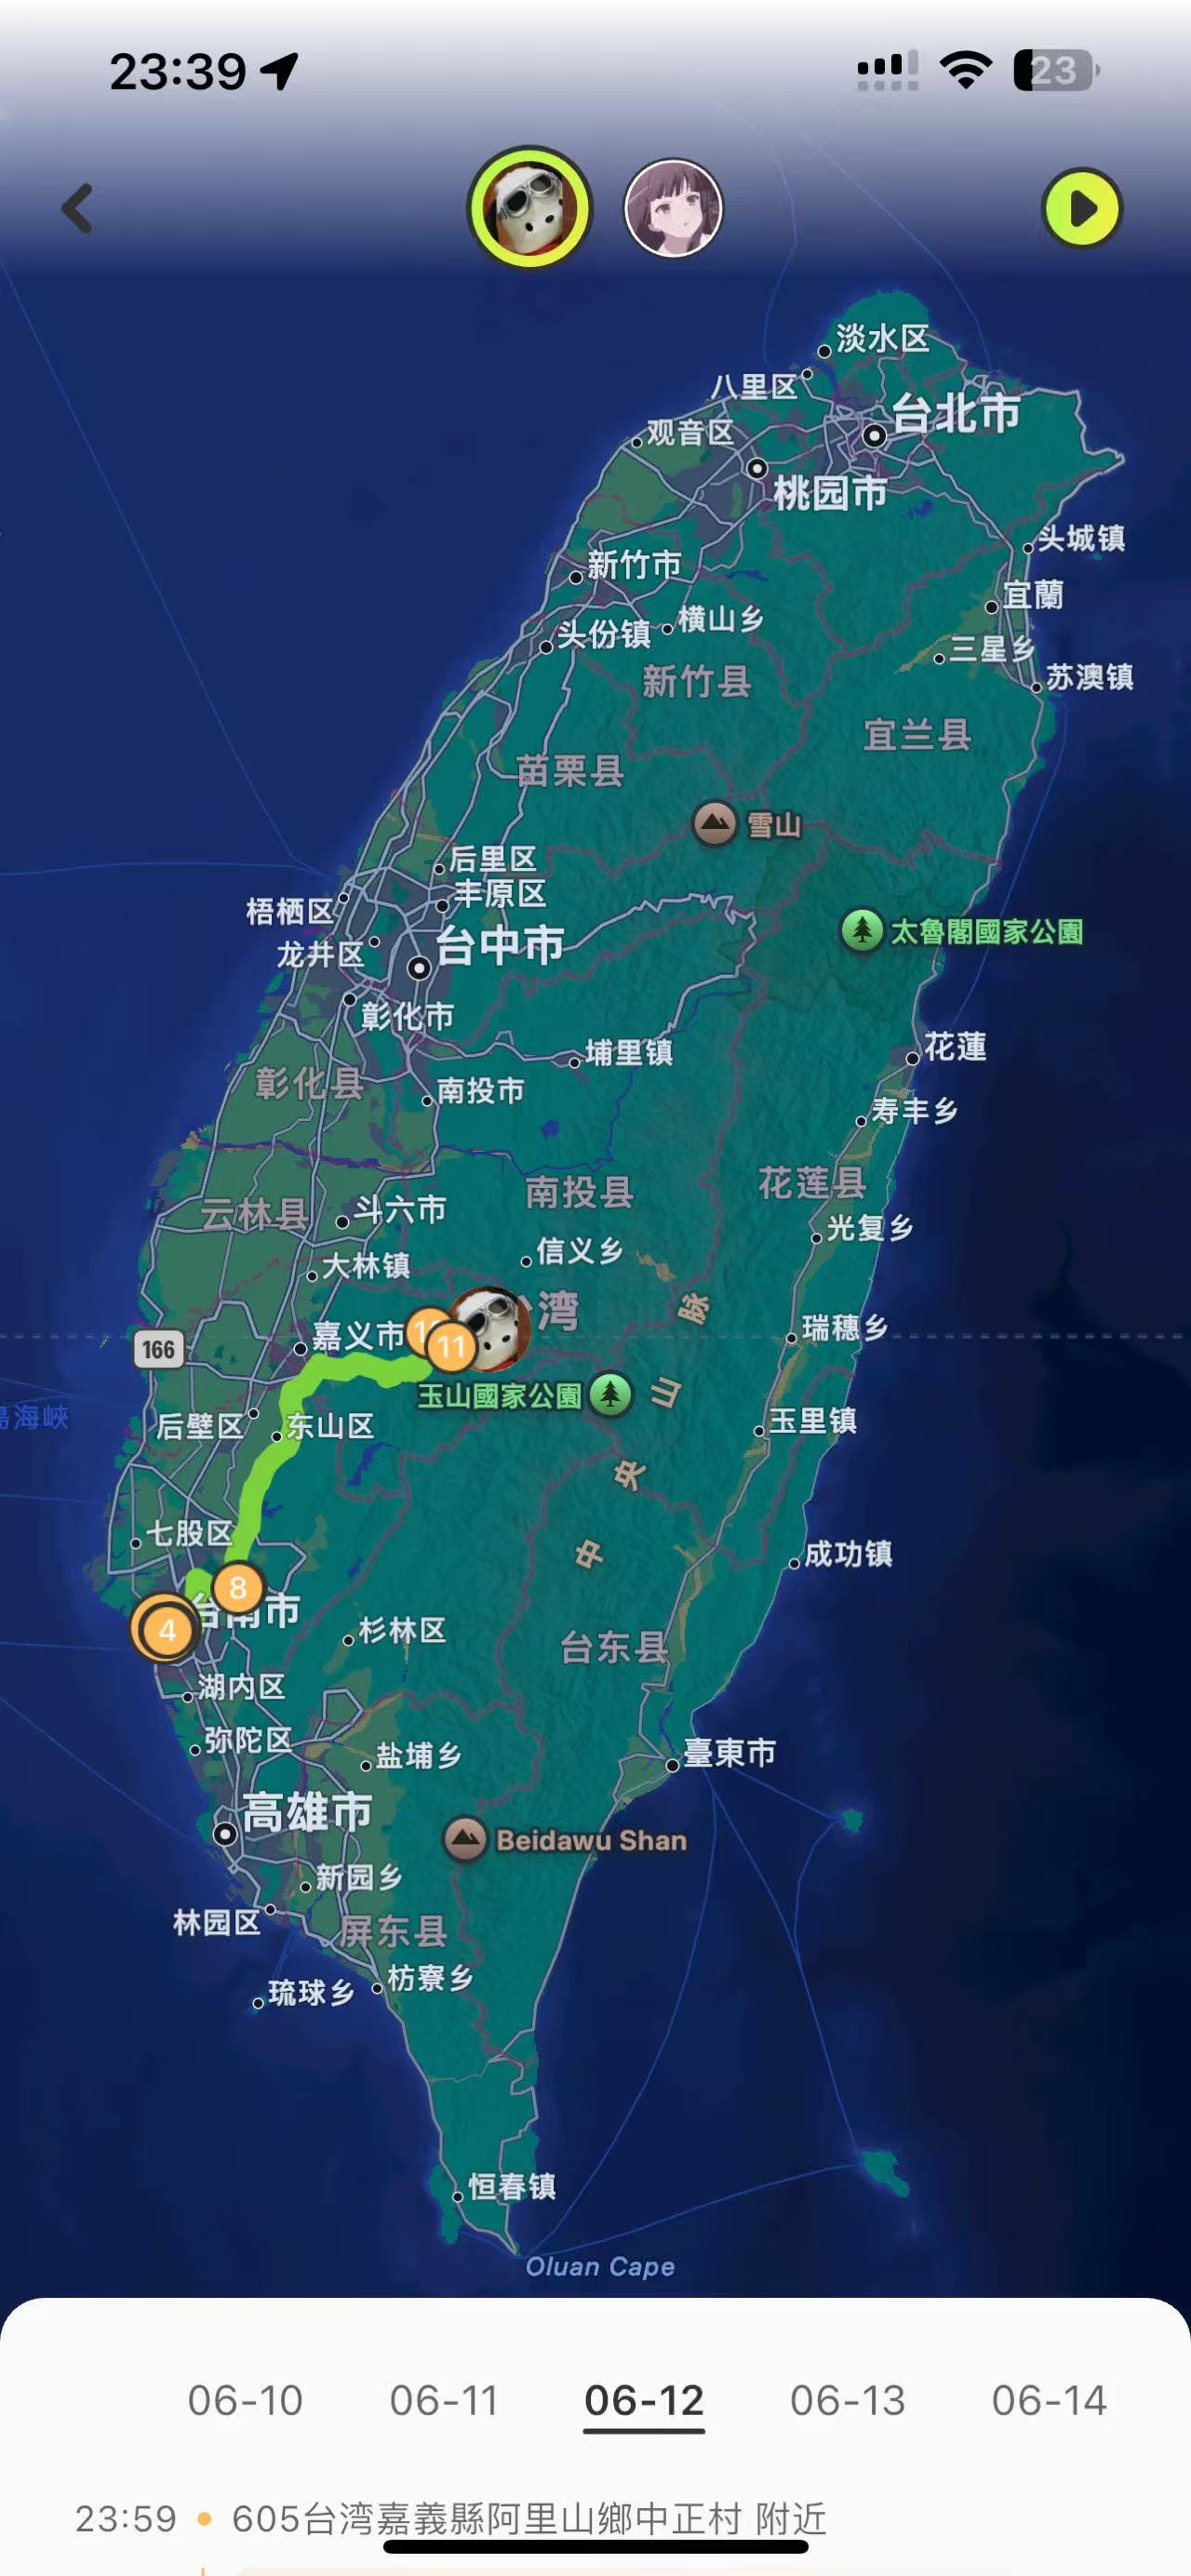 23:39
23
淡水区
八里区
台北市
观音区
桃园市
头城镇
新竹市
宜蘭
横山乡
头份镇
三星乡
苏澳镇
新竹县
宜兰县
苗栗县
雪山
后里区
丰原区
梧栖区
太魯閣國家公園
台中市
龙井区
彰化市
花蓮
埔里镇
彰化县
南投市
寿丰乡
花莲县
南投县
云林县
斗六市
光复乡
信义乡
大林镇
湾
脉
瑞穗乡
嘉义市
11
166
玉山國家公園
山
海峡
后壁区
东山区
玉里镇
央
七股区
中
成功镇
8
台南市
4
杉林区
台东县
湖内区
弥陀区
盐埔乡
臺東市
高雄市
Beidawu Shan
新园乡
林园区
屏东县
枋寮乡
琉球乡
恒春镇
Oluan Cape
06-10 06-11 06-12 06-13 06-14
23:59 605台湾嘉義縣阿里山鄉中正村 附近